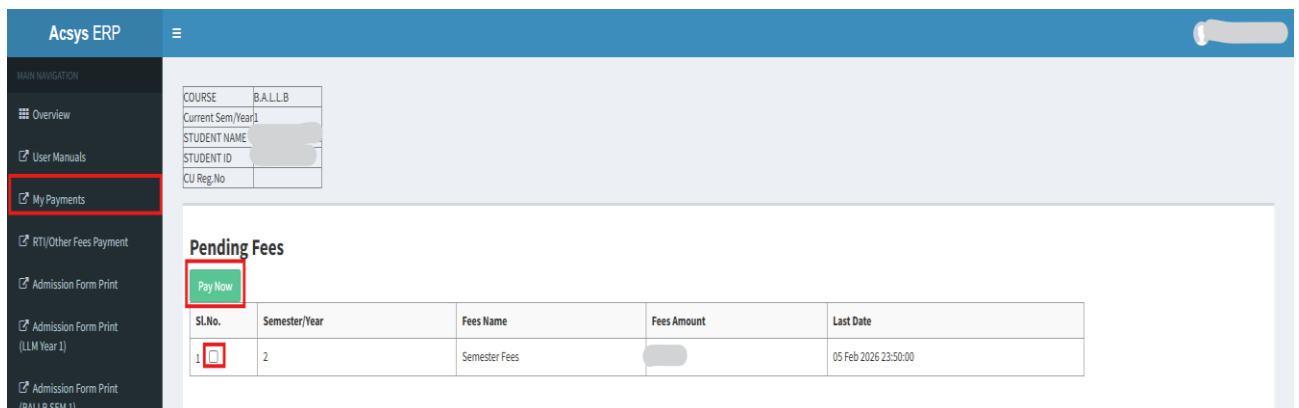 Acsys ERP
MAIN NAVIGATION
Overview
User Manuals
My Payments
RTI/Other Fees Payment
Admission Form Print
Admission Form Print
(LLM Year 1)
Admission Form Print
(BALLB SEM 1)
COURSE B.A.L.L.B
Current Sem/Year 1
STUDENT NAME
STUDENT ID
CU Reg.No
Pending Fees
Pay Now
Sl.No. Semester/Year Fees Name Fees Amount Last Date
1 2 Semester Fees 05 Feb 2026 23:50:00